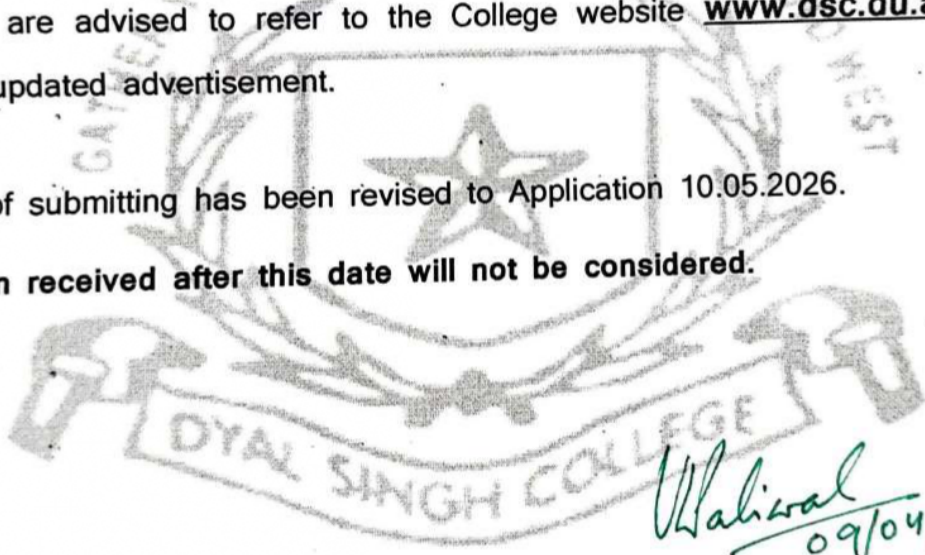 are advised to refer to the College website www.dsc.du.a
updated advertisement.
of submitting has been revised to Application 10.05.2026.
n received after this date will not be considered.
DYAL SINGH COLLEGE
09/04